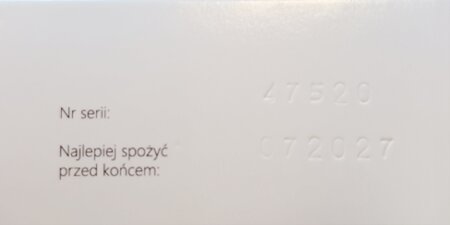 47520
Nr serii:
072027
Najlepiej spożyć
przed końcem: